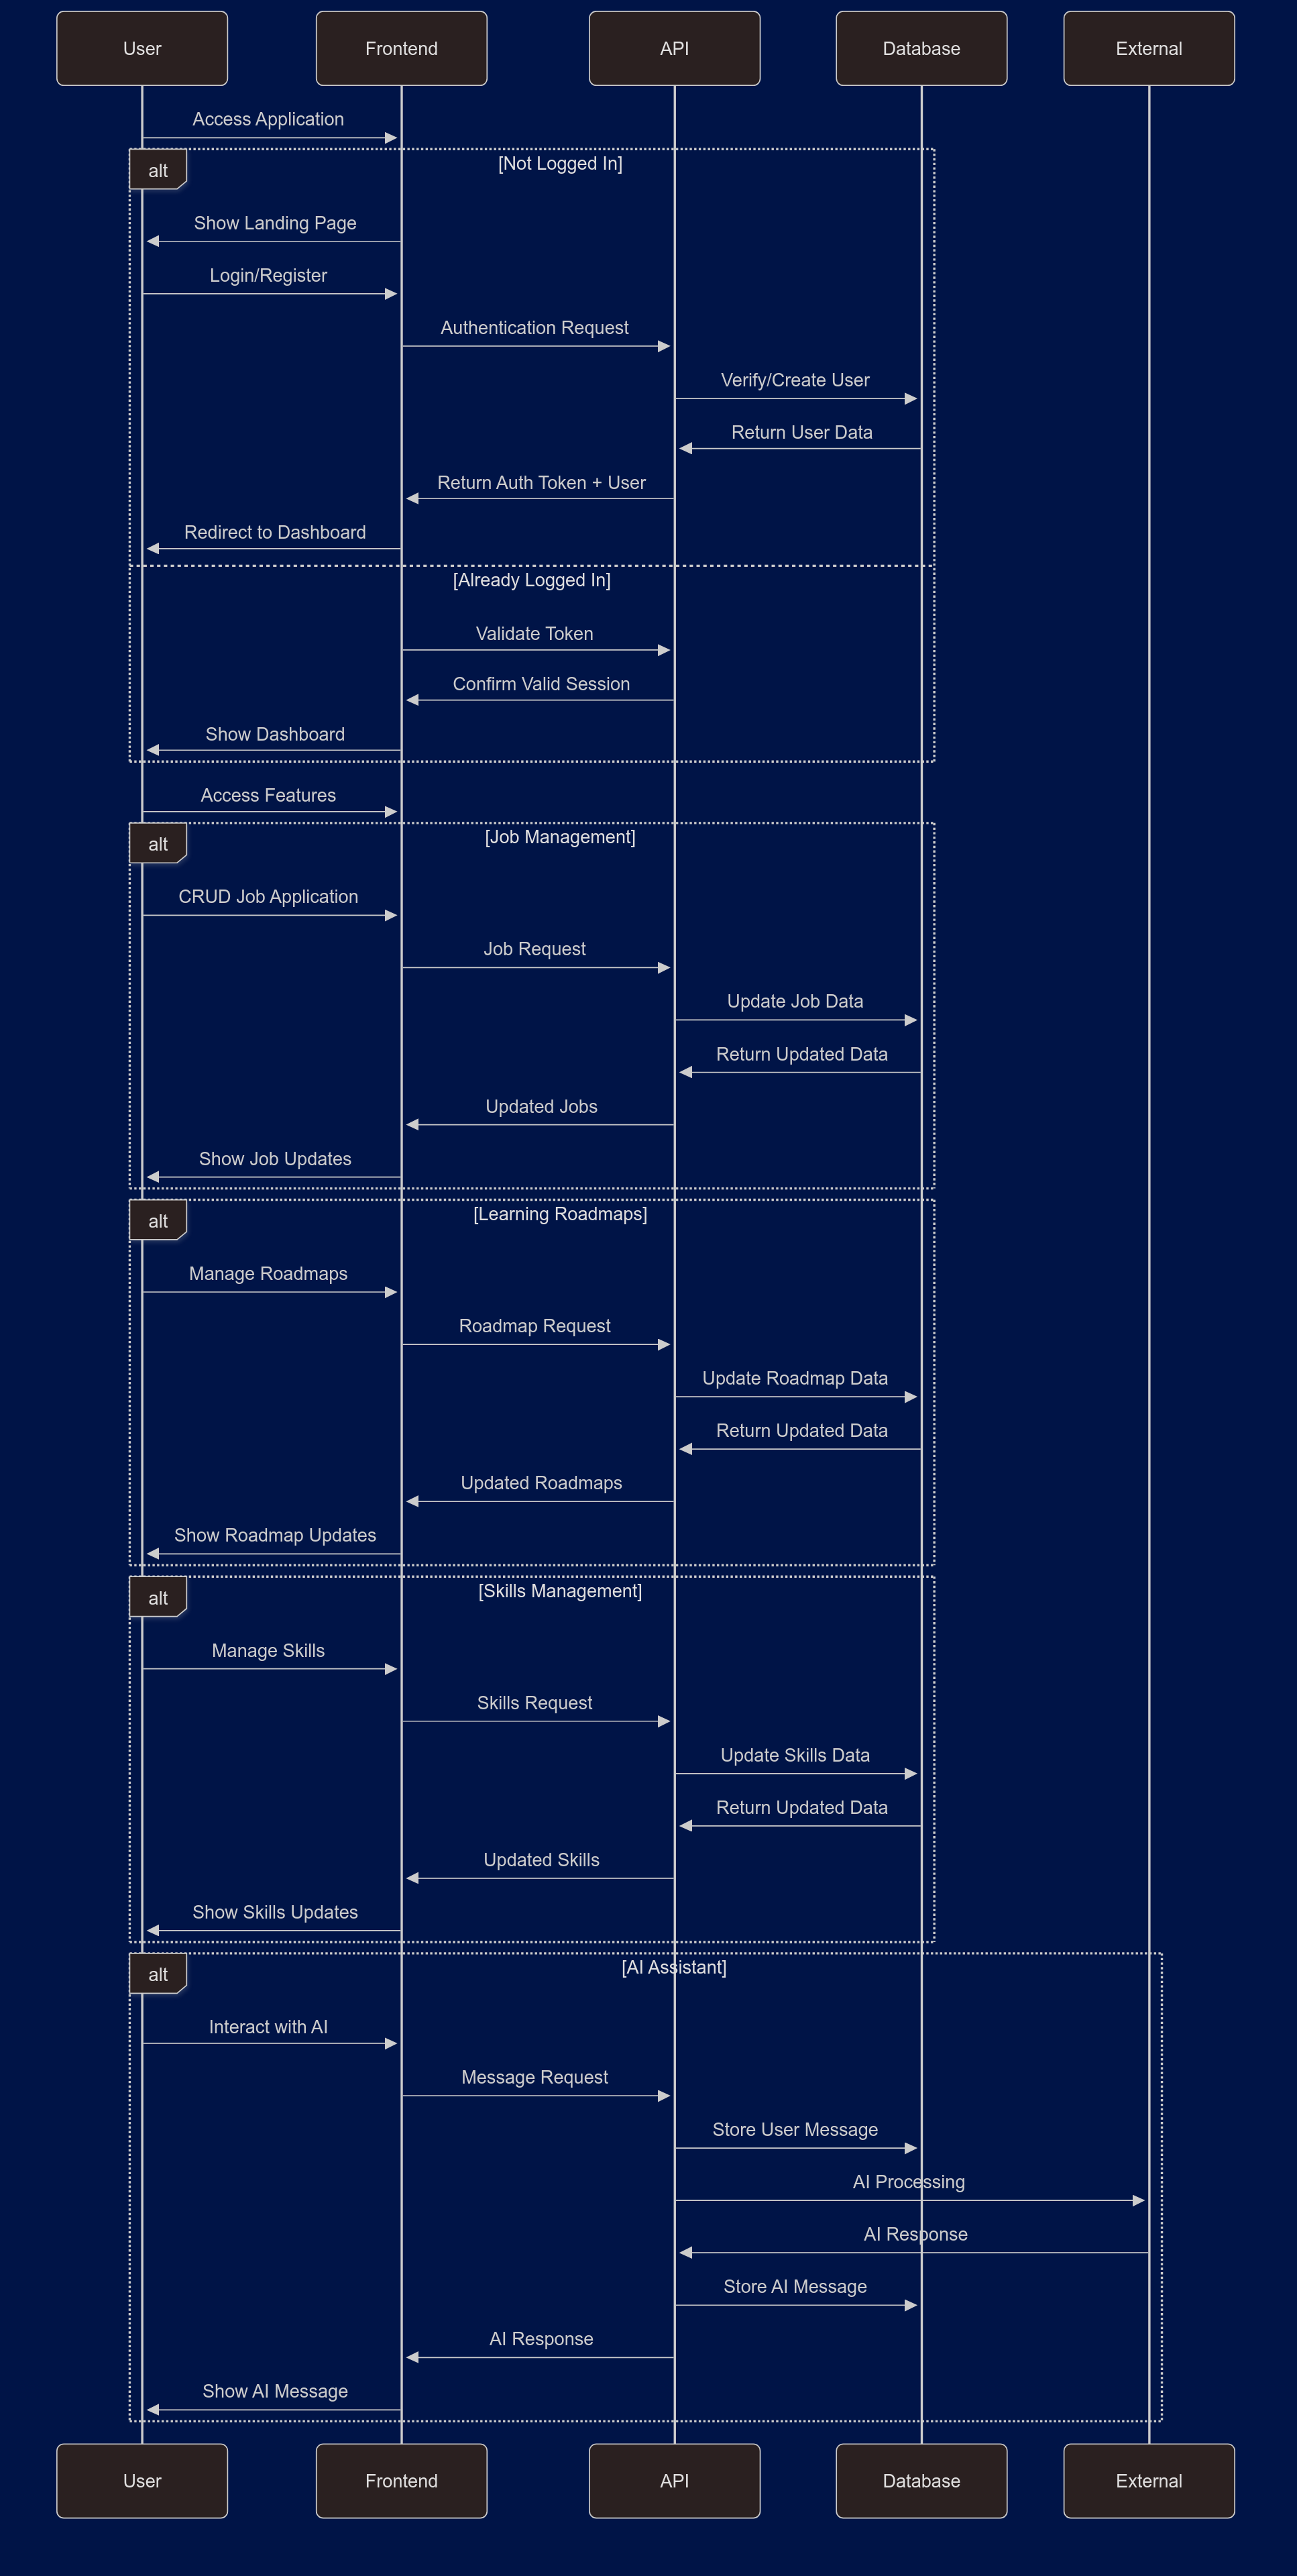 User
Frontend
API
Database
External
Access Application
alt
[Not Logged In]
Show Landing Page
Login/Register
Authentication Request
Verify/Create User
Return User Data
Return Auth Token + User
Redirect to Dashboard
[Already Logged In]
Validate Token
Confirm Valid Session
Show Dashboard
Access Features
alt
[Job Management]
CRUD Job Application
Job Request
Update Job Data
Return Updated Data
Updated Jobs
Show Job Updates
alt
[Learning Roadmaps]
Manage Roadmaps
Roadmap Request
Update Roadmap Data
Return Updated Data
Updated Roadmaps
Show Roadmap Updates
alt
[Skills Management]
Manage Skills
Skills Request
Update Skills Data
Return Updated Data
Updated Skills
Show Skills Updates
alt
[AI Assistant]
Interact with AI
Message Request
Store User Message
AI Processing
AI Response
Store AI Message
AI Response
Show AI Message
User
Frontend
API
Database
External